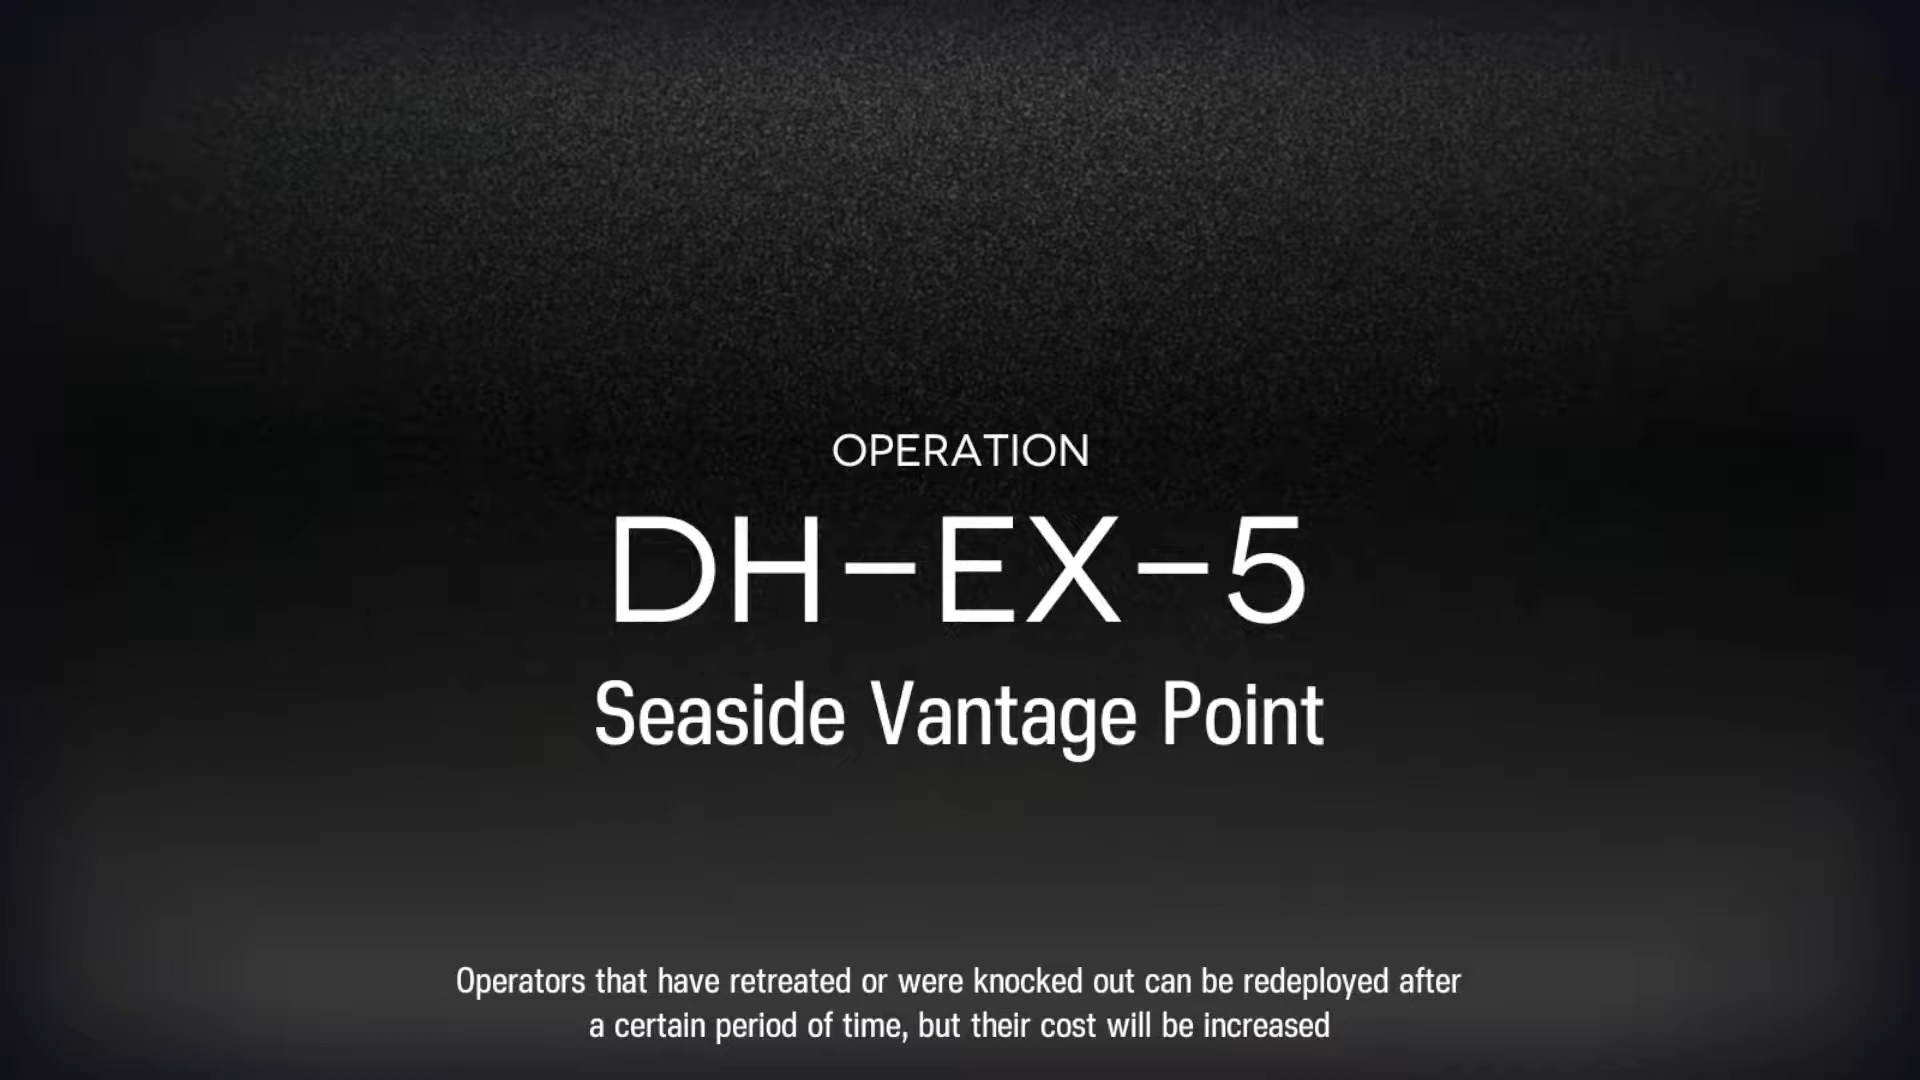 OPERATION
DH-EX-5
Seaside Vantage Point
Operators that have retreated or were knocked out can be redeployed after
a certain period of time, but their cost will be increased